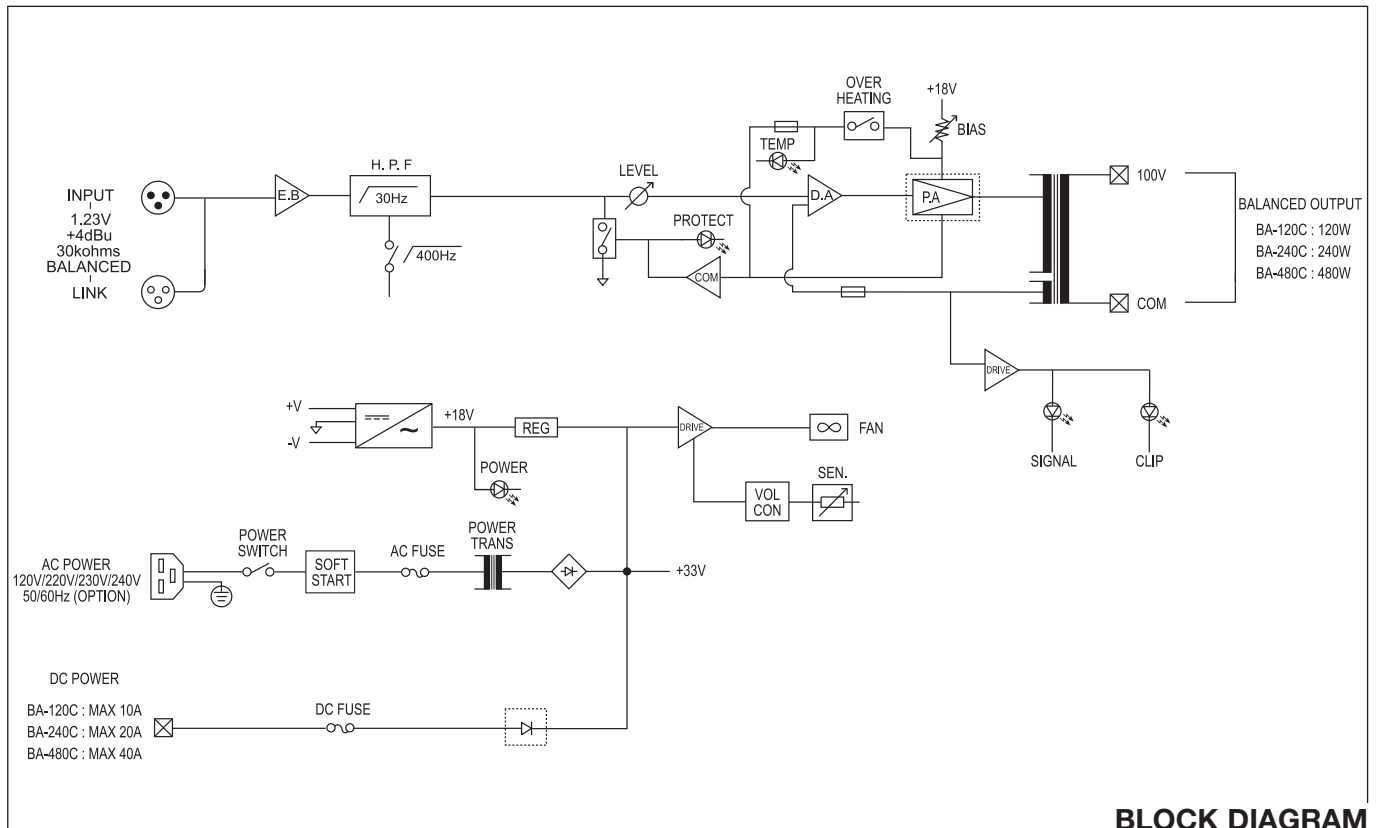 OVER
HEATING
+18V
BIAS
TEMP
H. P. F
LEVEL
INPUT
1.23V
+4dBu
30kohms
BALANCED
LINK
E.B
30Hz
400Hz
PROTECT
COM
D.A
P.A
100V
COM
BALANCED OUTPUT
BA-120C : 120W
BA-240C : 240W
BA-480C : 480W
DRIVE
SIGNAL
CLIP
+V
-V
+18V
REG
POWER
DRIVE
FAN
VOL
CON
SEN.
AC POWER
120V/220V/230V/240V
50/60Hz (OPTION)
POWER
SWITCH
SOFT
START
AC FUSE
POWER
TRANS
+33V
DC POWER
BA-120C : MAX 10A
BA-240C : MAX 20A
BA-480C : MAX 40A
DC FUSE
BLOCK DIAGRAM